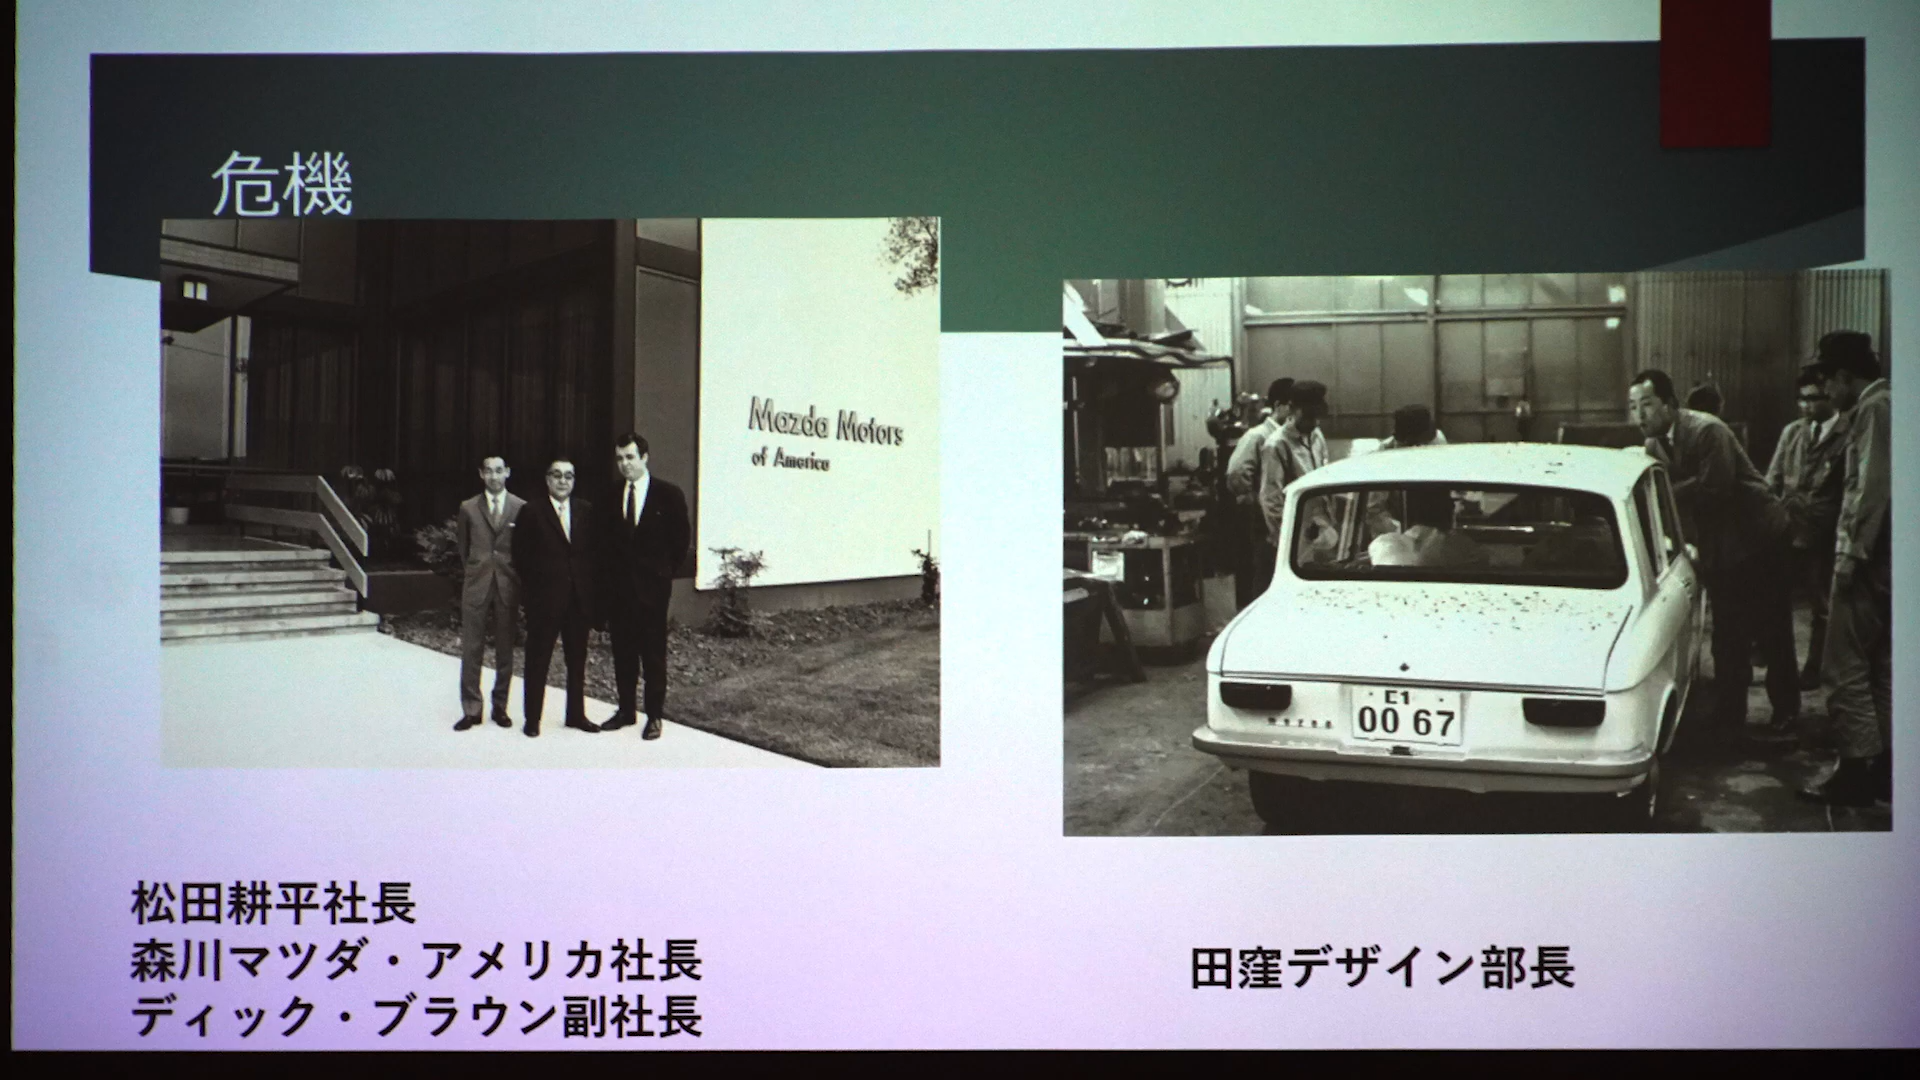 危機
Mazda Motors
of America
E1
00 67
mazda
松田耕平社長
森川マツダ・アメリカ社長
ディック・ブラウン副社長
田窪デザイン部長